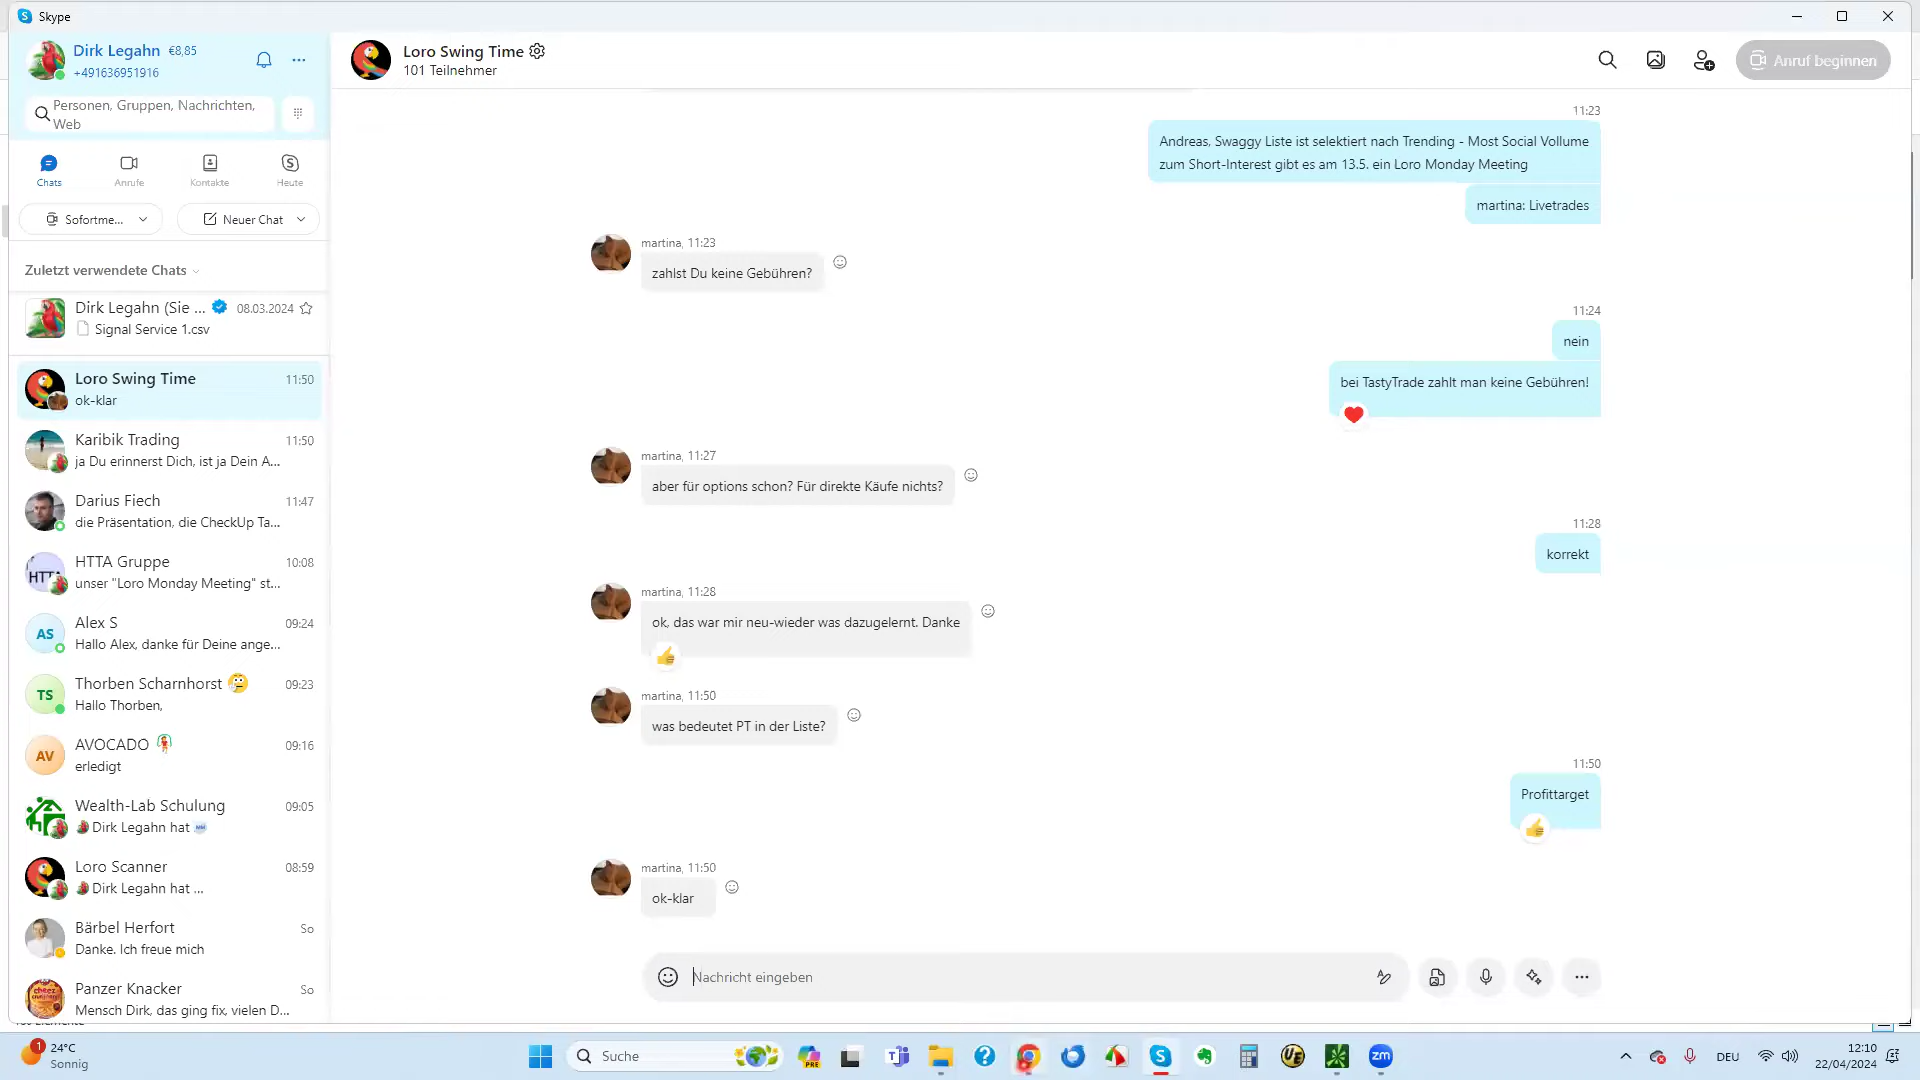 Skype
Dirk Legahn €8,85
+491636951916
Personen, Gruppen, Nachrichten,
Web
Chats
Anrufe
Kontakte
Heute
Sofortme...
Neuer Chat
Zuletzt verwendete Chats
Dirk Legahn (Sie ... 08.03.2024
Signal Service 1.csv
Loro Swing Time 11:50
ok-klar
Karibik Trading 11:50
ja Du erinnerst Dich, ist ja Dein A...
Darius Fiech 11:47
die Präsentation, die CheckUp Ta...
HTTA
HTTA Gruppe 10:08
unser "Loro Monday Meeting" st...
AS
Alex S 09:24
Hallo Alex, danke für Deine ange...
TS
Thorben Scharnhorst 09:23
Hallo Thorben,
AV
AVOCADO 09:16
erledigt
Wealth-Lab Schulung 09:05
Dirk Legahn hat
Loro Scanner 08:59
Dirk Legahn hat ...
Bärbel Herfort So
Danke. Ich freue mich
Panzer Knacker So
Mensch Dirk, das ging fix, vielen D...
Loro Swing Time
101 Teilnehmer
Anruf beginnen
11:23
Andreas, Swaggy Liste ist selektiert nach Trending - Most Social Vollume
zum Short-Interest gibt es am 13.5. ein Loro Monday Meeting
martina: Livetrades
martina, 11:23
zahlst Du keine Gebühren?
11:24
nein
bei TastyTrade zahlt man keine Gebühren!
martina, 11:27
aber für options schon? Für direkte Käufe nichts?
11:28
korrekt
martina, 11:28
ok, das war mir neu-wieder was dazugelernt. Danke
martina, 11:50
was bedeutet PT in der Liste?
11:50
Profittarget
martina, 11:50
ok-klar
Nachricht eingeben
1
24°C
Sonnig
Suche
PRE
UE
zm
DEU
12:10
22/04/2024